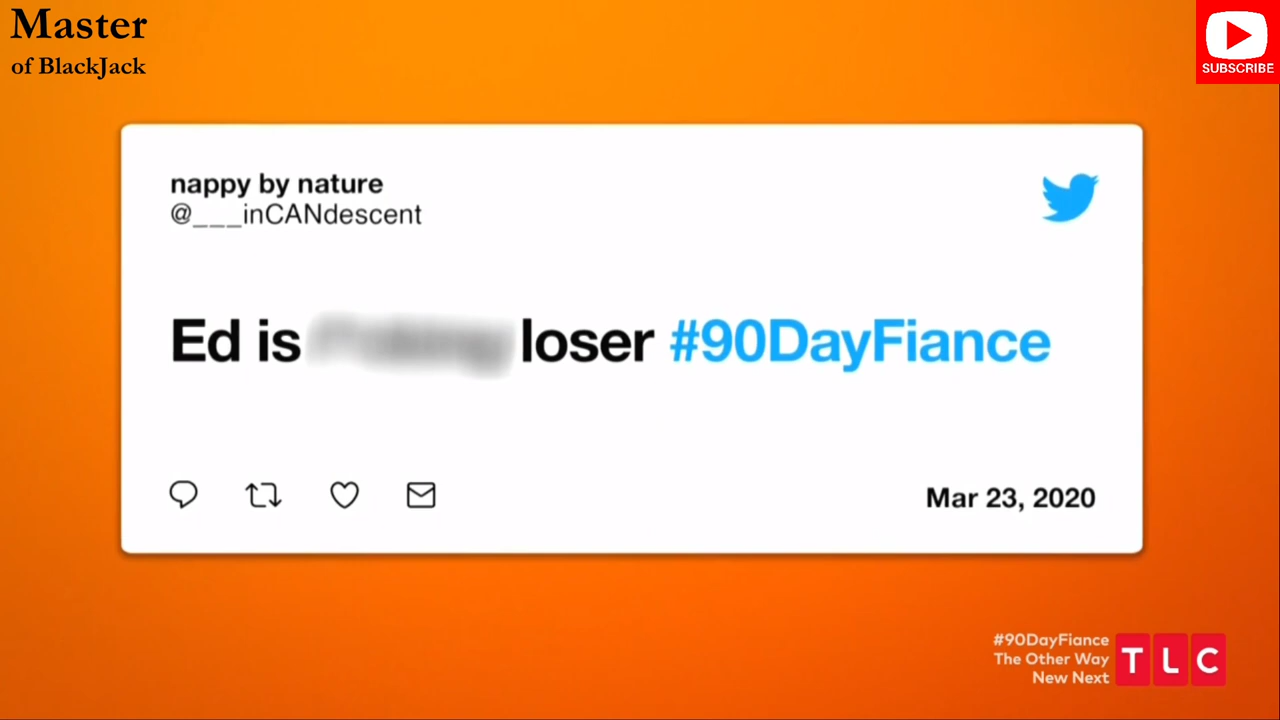 Master
of BlackJack
SUBSCRIBE
nappy by nature
@___inCANdescent
Ed is loser #90DayFiance
Mar 23, 2020
#90DayFiance
The Other Way
New Next
TLC